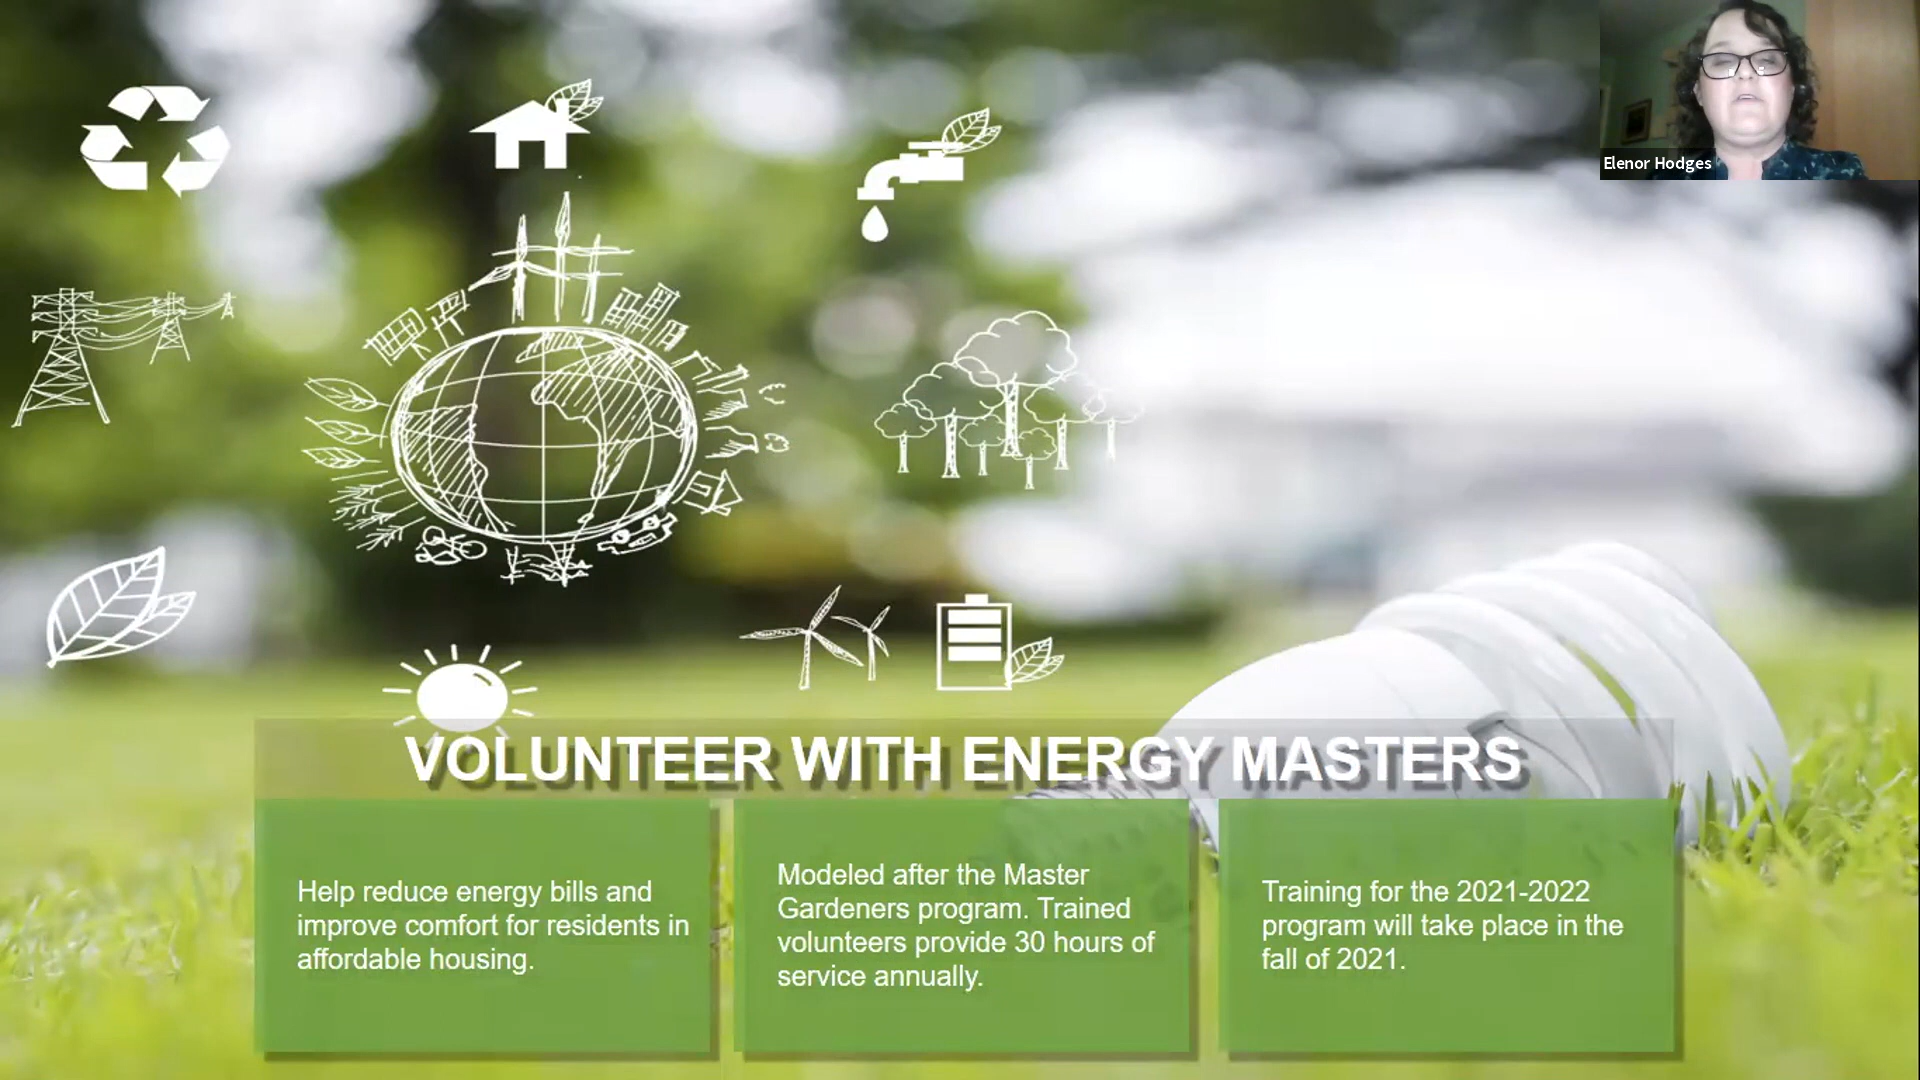 Elenor Hodges
VOLUNTEER WITH ENERGY MASTERS
Help reduce energy bills and
improve comfort for residents in
affordable housing.
Modeled after the Master
Gardeners program. Trained
volunteers provide 30 hours of
service annually.
Training for the 2021-2022
program will take place in the
fall of 2021.